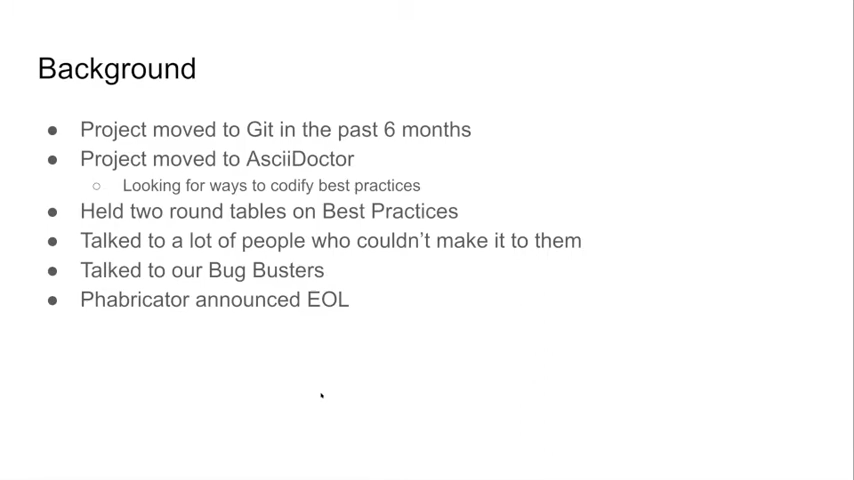 Background
● Project moved to Git in the past 6 months
● Project moved to AsciiDoctor
○ Looking for ways to codify best practices
● Held two round tables on Best Practices
● Talked to a lot of people who couldn't make it to them
● Talked to our Bug Busters
● Phabricator announced EOL